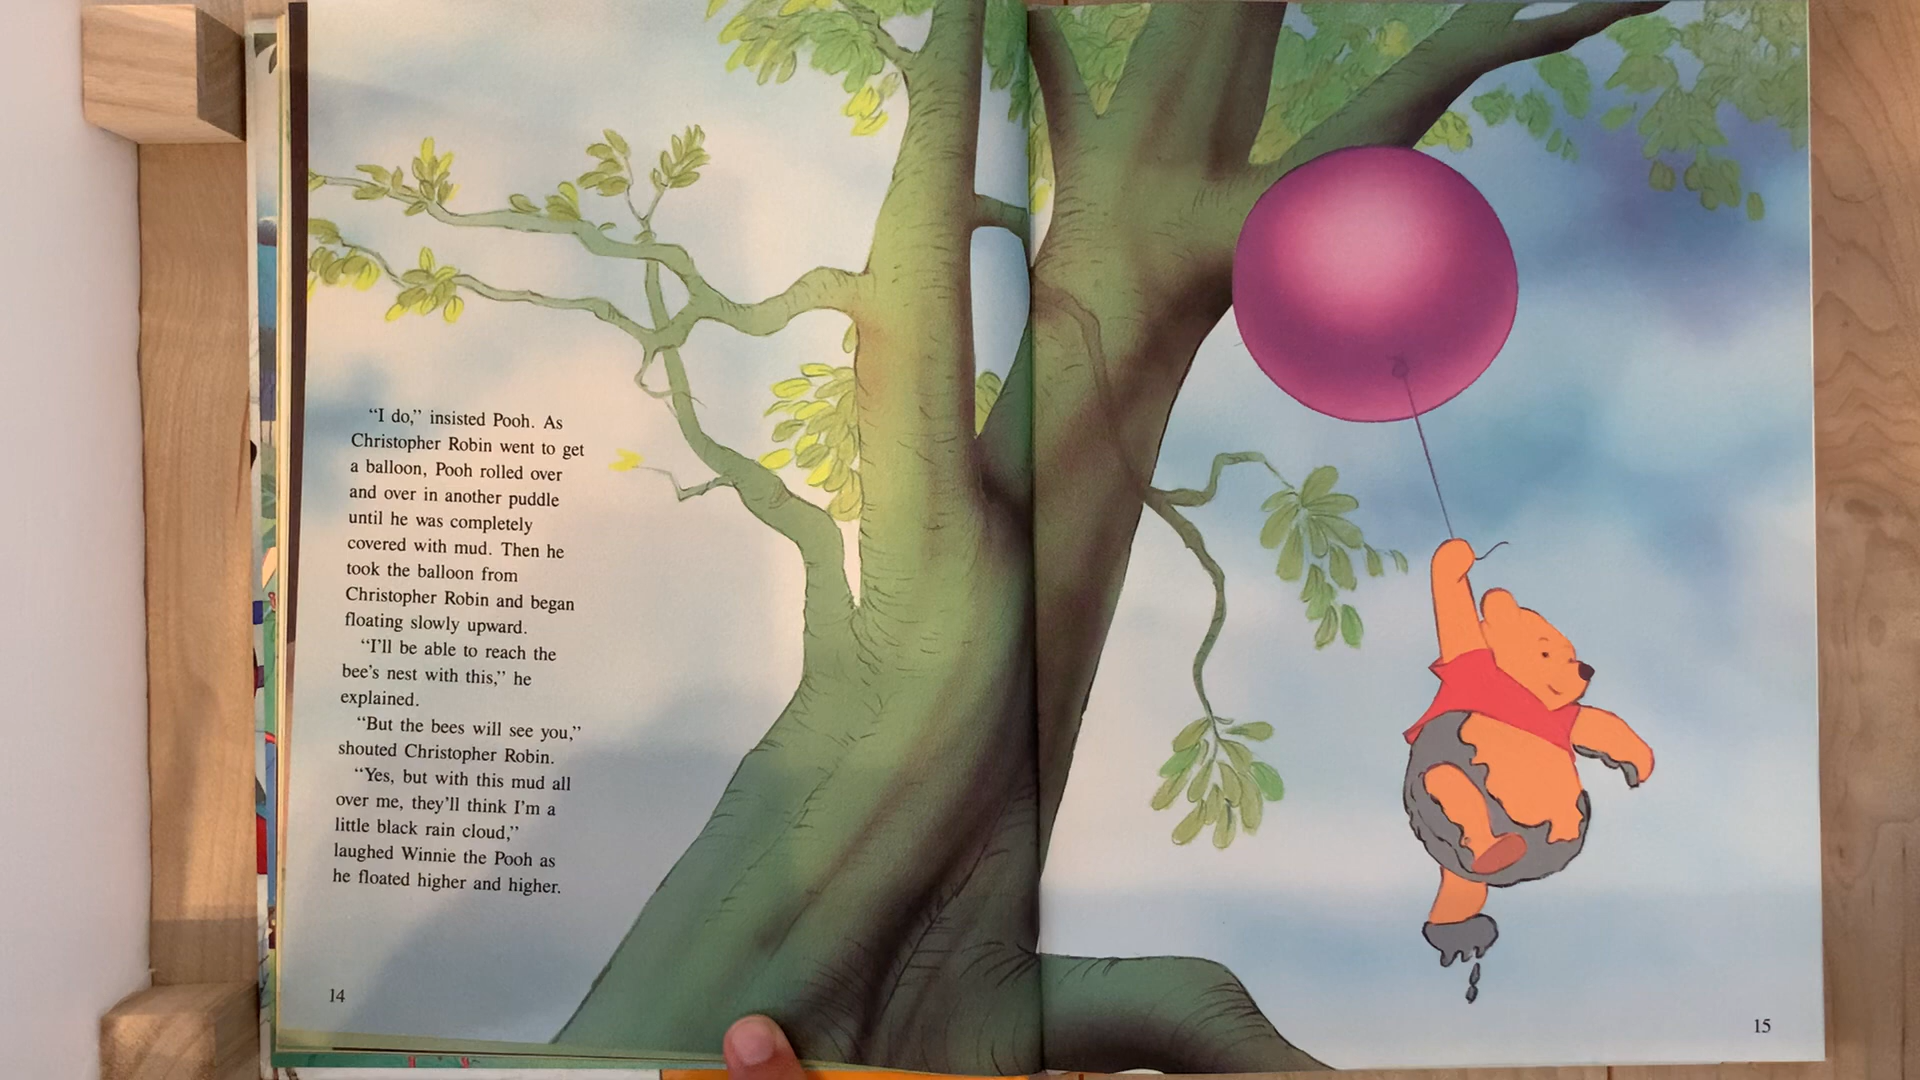 “I do,” insisted Pooh. As
Christopher Robin went to get
a balloon, Pooh rolled over
and over in another puddle
until he was completely
covered with mud. Then he
took the balloon from
Christopher Robin and began
floating slowly upward.
“I’ll be able to reach the
bee’s nest with this,” he
explained.
“But the bees will see you,”
shouted Christopher Robin.
“Yes, but with this mud all
over me, they’ll think I’m a
little black rain cloud,”
laughed Winnie the Pooh as
he floated higher and higher.
14
15